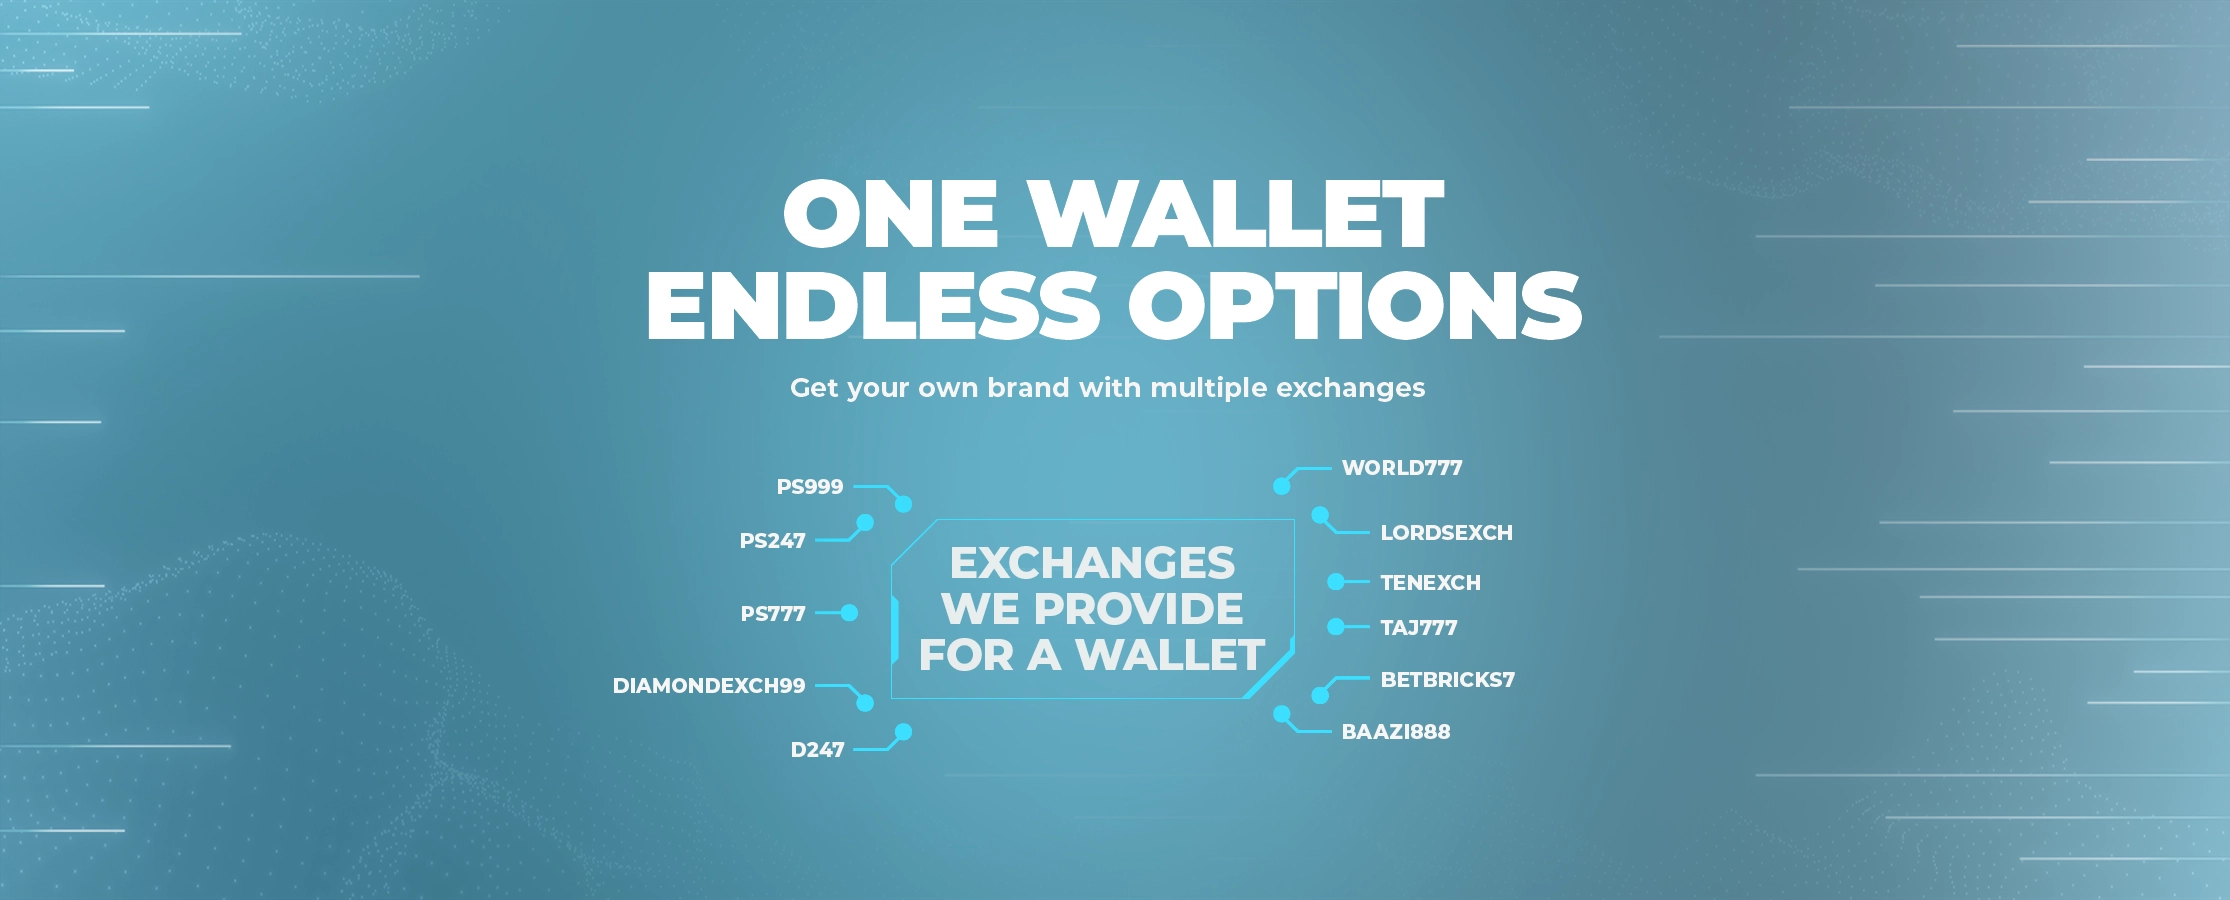 ONE WALLET
ENDLESS OPTIONS
Get your own brand with multiple exchanges
PS999
PS247
PS777
DIAMONDEXCH99
D247
EXCHANGES
WE PROVIDE
FOR A WALLET
WORLD777
LORDSEXCH
TENEXCH
TAJ777
BETBRICKS7
BAAZI888